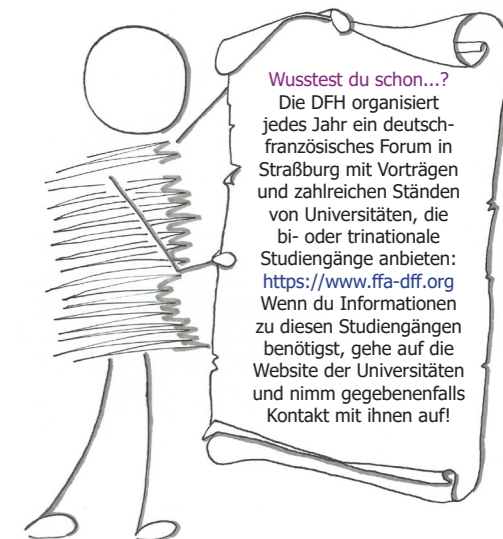 Wusstest du schon...?
Die DFH organisiert
jedes Jahr ein deutsch-
französisches Forum in
Straßburg mit Vorträgen
und zahlreichen Ständen
von Universitäten, die
bi- oder trinationale
Studiengänge anbieten:
https://www.ffa-dff.org
Wenn du Informationen
zu diesen Studiengängen
benötigst, gehe auf die
Website der Universitäten
und nimm gegebenenfalls
Kontakt mit ihnen auf!